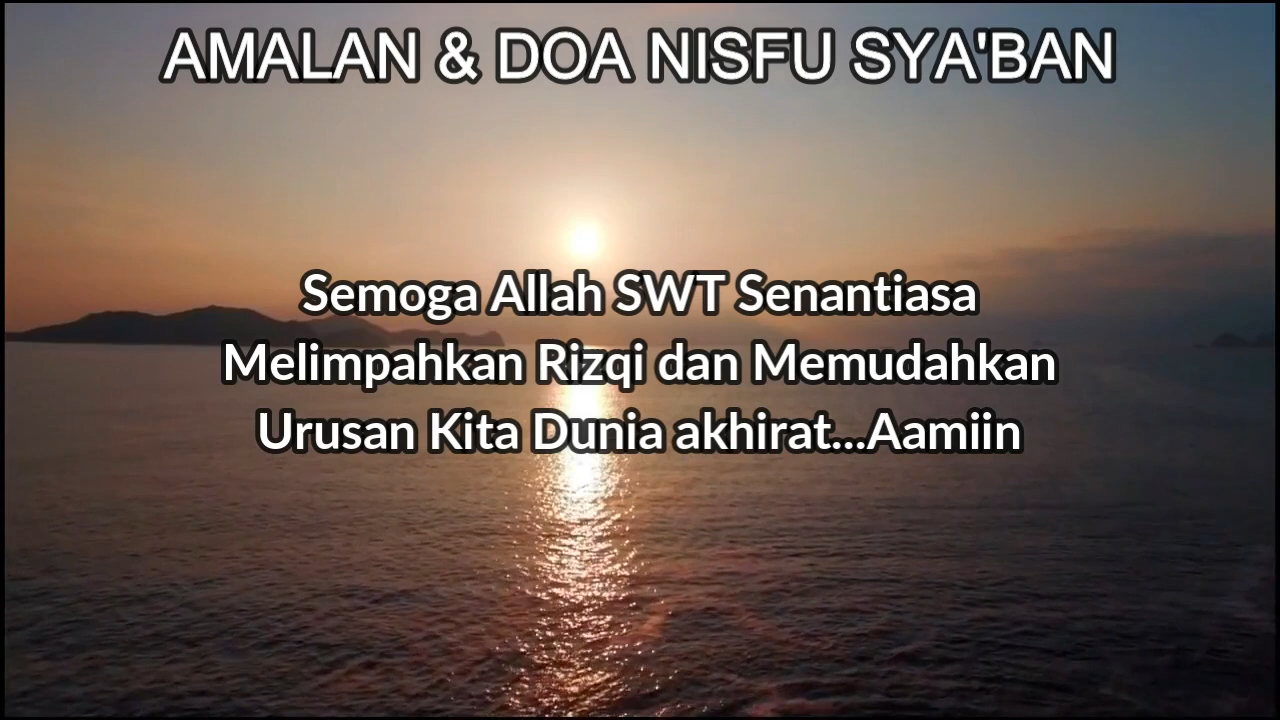 AMALAN & DOA NISFU SYA'BAN
Semoga Allah SWT Senantiasa
Melimpahkan Rizqi dan Memudahkan
Urusan Kita Dunia akhirat...Aamiin